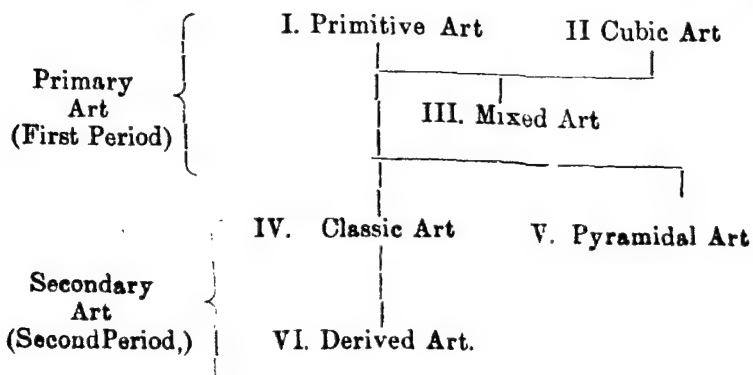 I. Primitive Art II Cubic Art
Primary
Art
(First Period)
III. Mixed Art
IV. Classic Art V. Pyramidal Art
Secondary
Art
(SecondPeriod,)
VI. Derived Art.